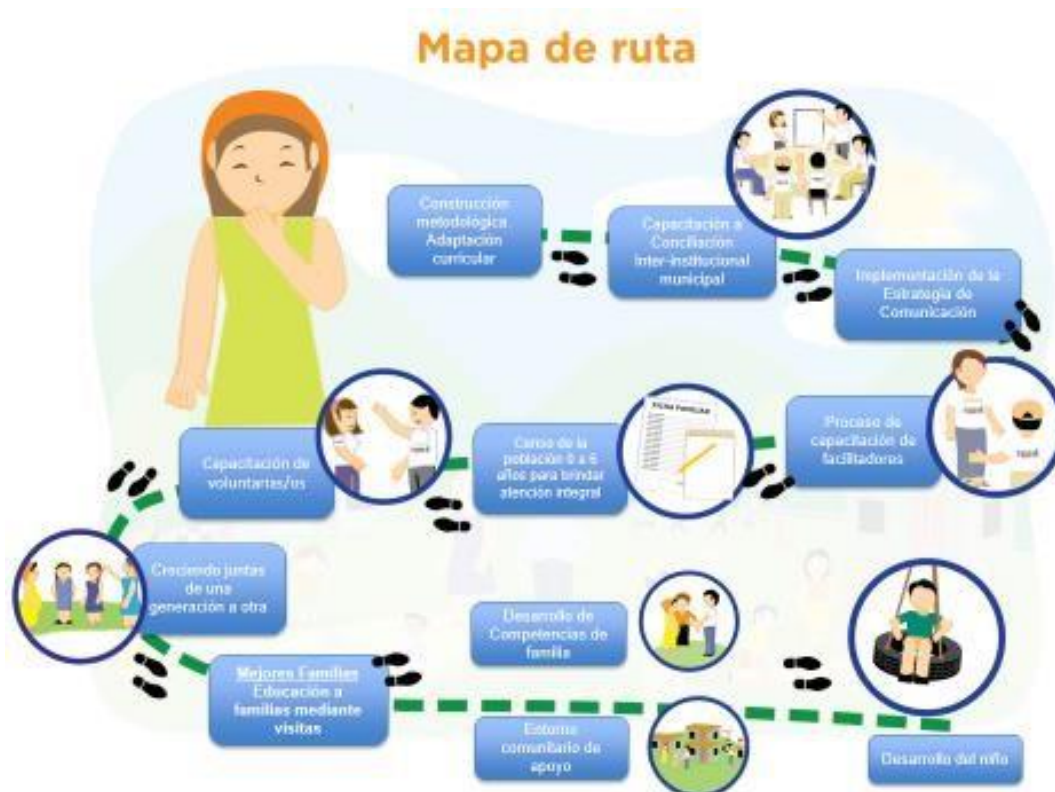 Mapa de ruta
Construcción
metodológica.
Adaptación
curricular
Capacitación a
Conciliación
Inter-institucional
municipal
Implementación de la
Estrategia de
Comunicación
Proceso de
capacitación de
facilitadores
FICHA FAMILIAR
Censo de la
población 0 a 6
años para brindar
atención integral
Capacitación de
voluntarias/os
Creciendo juntas
de una
generación a otra
Mejores Familias
Educación a
familias mediante
visitas
Desarrollo de
Competencias de
familia
Entorno
comunitario de
apoyo
Desarrollo del niño